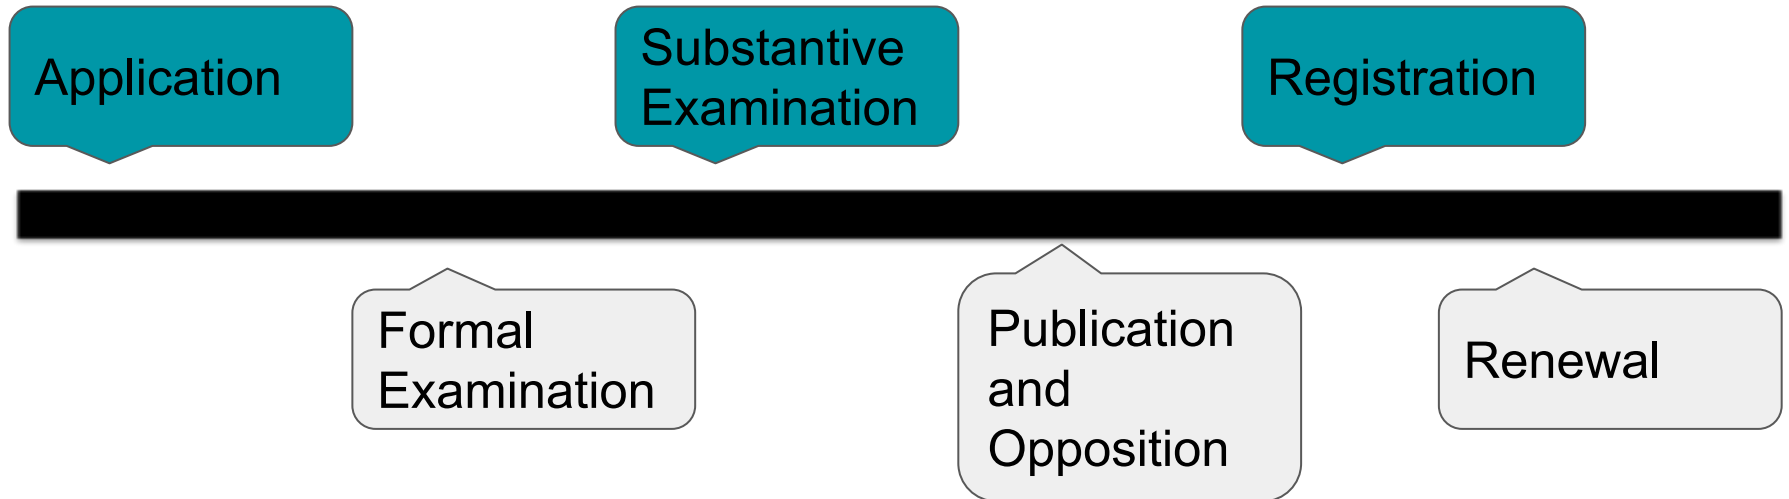 Application
Substantive
Examination
Registration
Formal
Examination
Publication
and
Opposition
Renewal